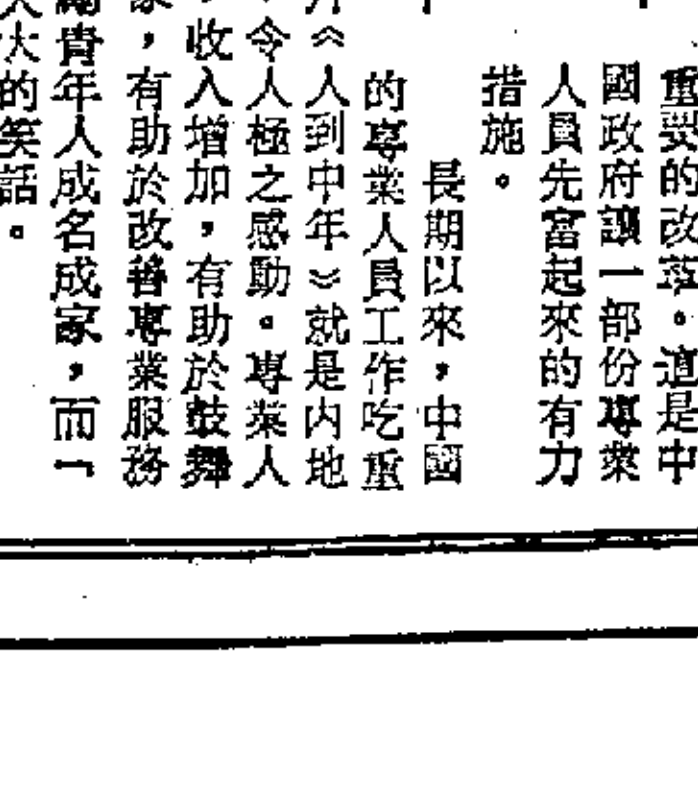 重要的改革。這是中
國政府讓一部份專業
人員先富起來的有力
措施。
長期以來，中國
的專業人員工作吃重
《人到中年》就是內地
令人極之感動。專業人
收入增加，有助於鼓舞
，有助於改善專業服務
青年人成名成家，而「
大的笑話。